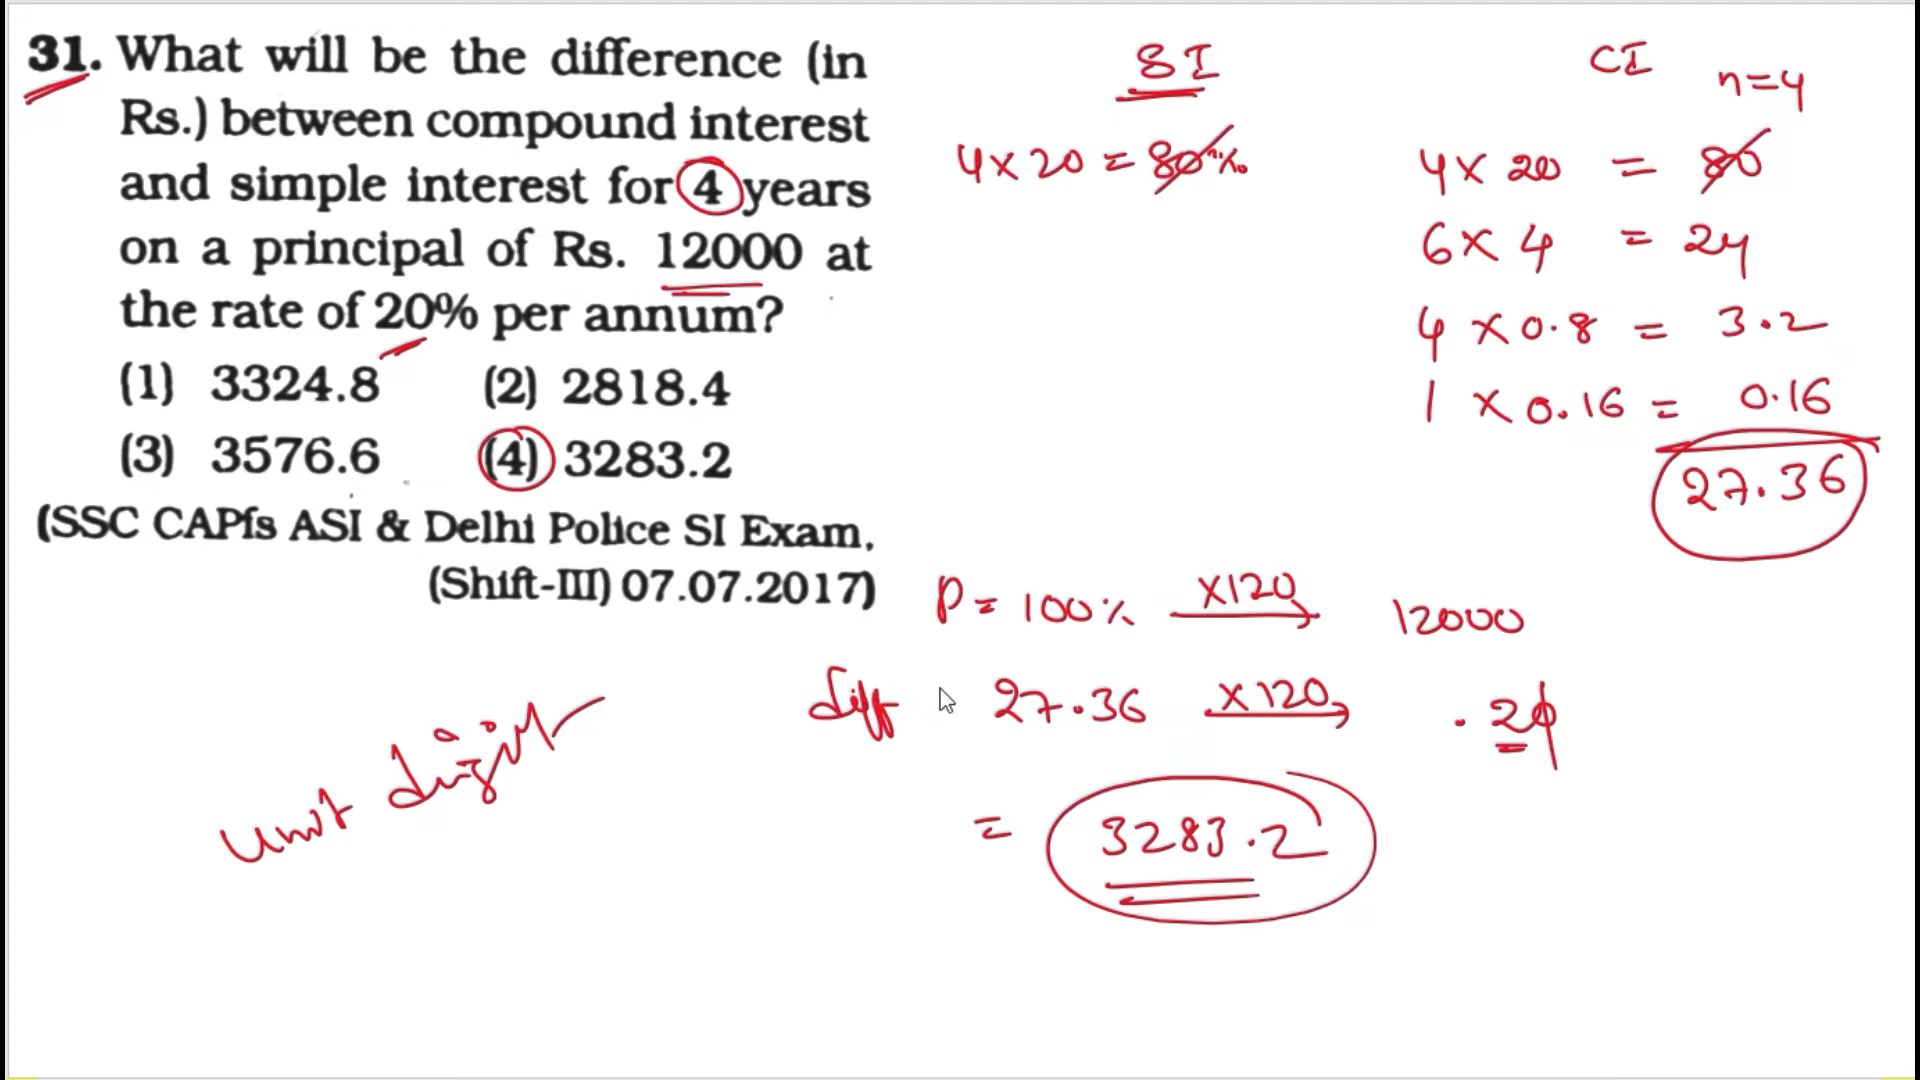 31. What will be the difference (in
Rs.) between compound interest
and simple interest for 4 years
on a principal of Rs. 12000 at
the rate of 20% per annum?
(1) 3324.8 (2) 2818.4
(3) 3576.6 (4) 3283.2
(SSC CAPfs ASI & Delhi Police SI Exam,
(Shift-III) 07.07.2017)
SI
4 × 20 = 80%
CI n=4
4 × 20 = 80
6 × 4 = 24
4 × 0.8 = 3.2
1 × 0.16 = 0.16
27.36
P = 100% ×120 12000
diff 27.36 ×120 .20
= 3283.2
unit digit